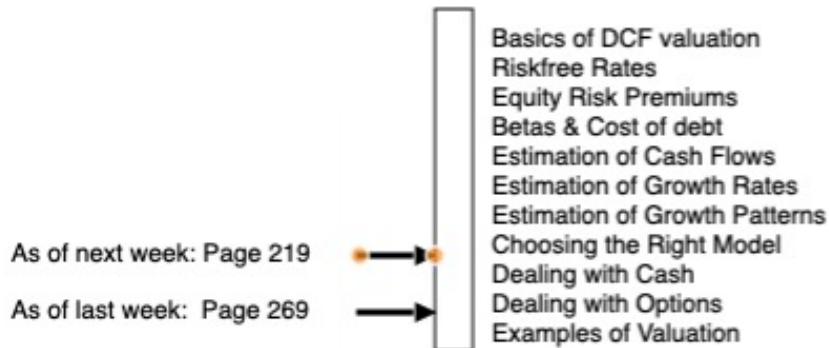 Basics of DCF valuation
Riskfree Rates
Equity Risk Premiums
Betas & Cost of debt
Estimation of Cash Flows
Estimation of Growth Rates
Estimation of Growth Patterns
Choosing the Right Model
Dealing with Cash
Dealing with Options
Examples of Valuation
As of next week: Page 219
As of last week: Page 269